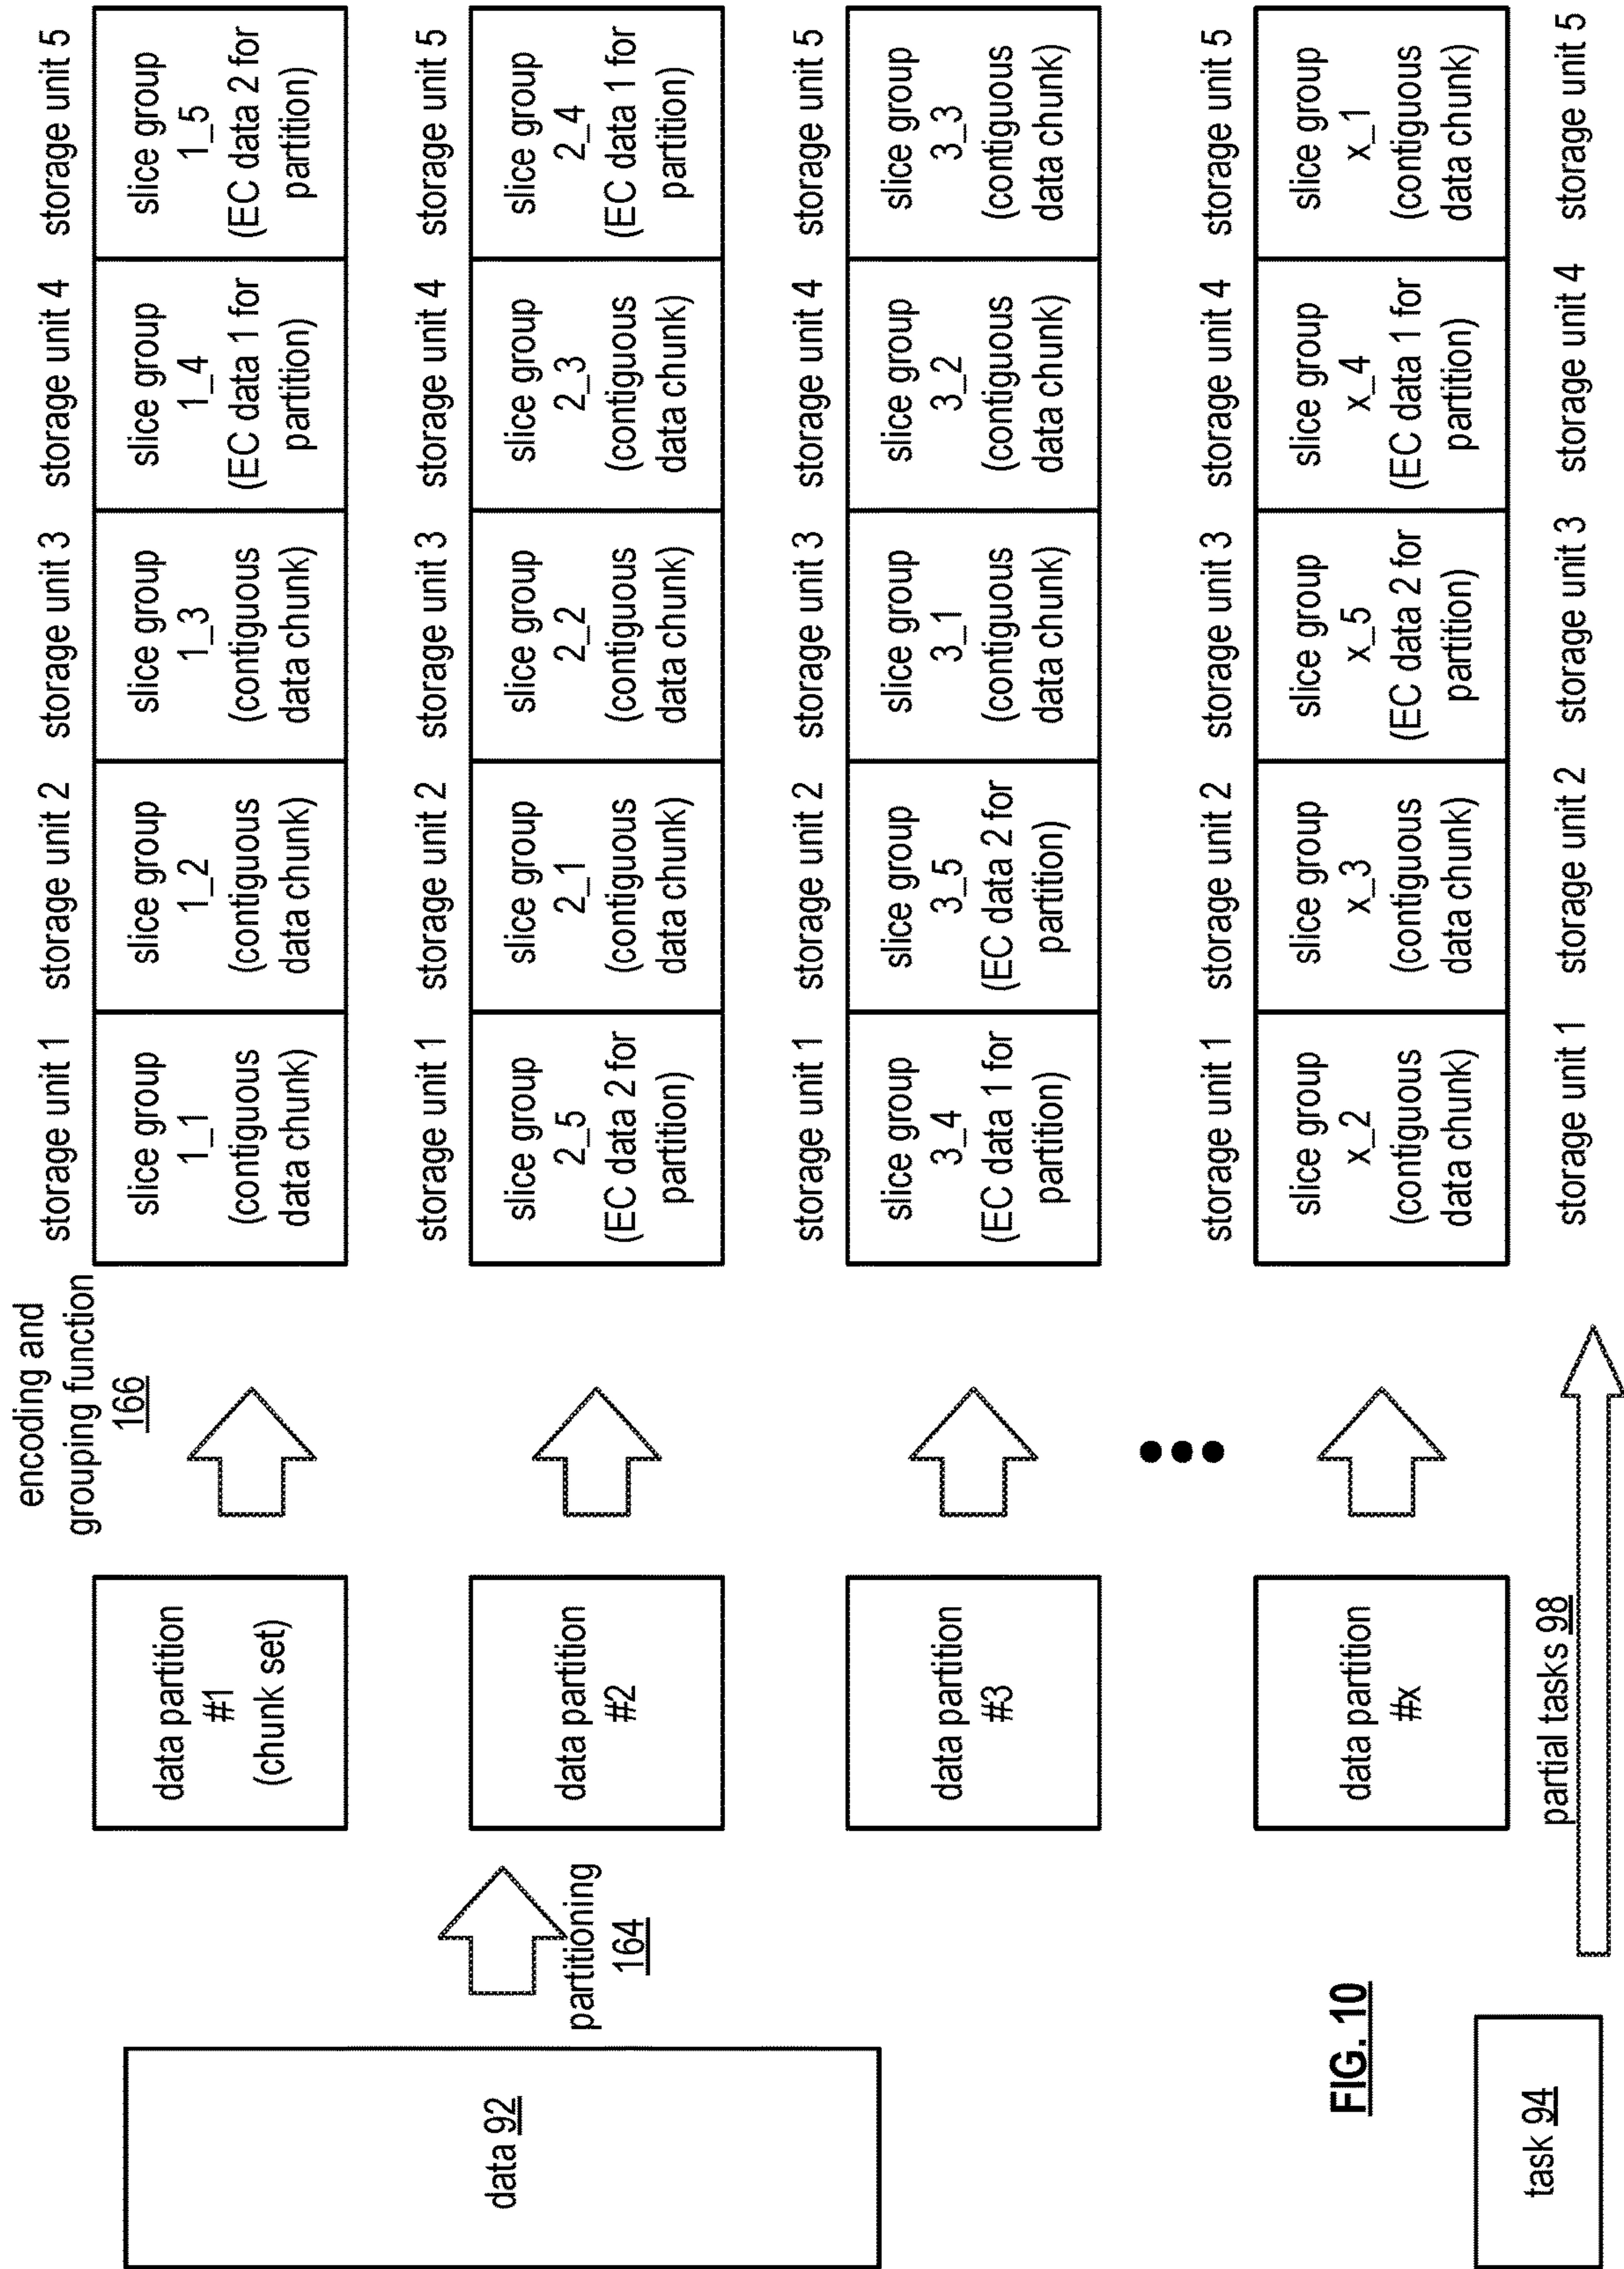 encoding and
grouping function
166
storage unit 1
storage unit 2
storage unit 3
storage unit 4
storage unit 5
data partition
#1
(chunk set)
slice group
1_1
(contiguous
data chunk)
slice group
1_2
(contiguous
data chunk)
slice group
1_3
(contiguous
data chunk)
slice group
1_4
(EC data 1 for
partition)
slice group
1_5
(EC data 2 for
partition)
data 92
partitioning
164
storage unit 1
storage unit 2
storage unit 3
storage unit 4
storage unit 5
data partition
#2
slice group
2_5
(EC data 2 for
partition)
slice group
2_1
(contiguous
data chunk)
slice group
2_2
(contiguous
data chunk)
slice group
2_3
(contiguous
data chunk)
slice group
2_4
(EC data 1 for
partition)
storage unit 1
storage unit 2
storage unit 3
storage unit 4
storage unit 5
data partition
#3
slice group
3_4
(EC data 1 for
partition)
slice group
3_5
(EC data 2 for
partition)
slice group
3_1
(contiguous
data chunk)
slice group
3_2
(contiguous
data chunk)
slice group
3_3
(contiguous
data chunk)
storage unit 1
storage unit 2
storage unit 3
storage unit 4
storage unit 5
data partition
#x
slice group
x_2
(contiguous
data chunk)
slice group
x_3
(contiguous
data chunk)
slice group
x_5
(EC data 2 for
partition)
slice group
x_4
(EC data 1 for
partition)
slice group
x_1
(contiguous
data chunk)
FIG. 10
task 94
partial tasks 98
storage unit 1
storage unit 2
storage unit 3
storage unit 4
storage unit 5